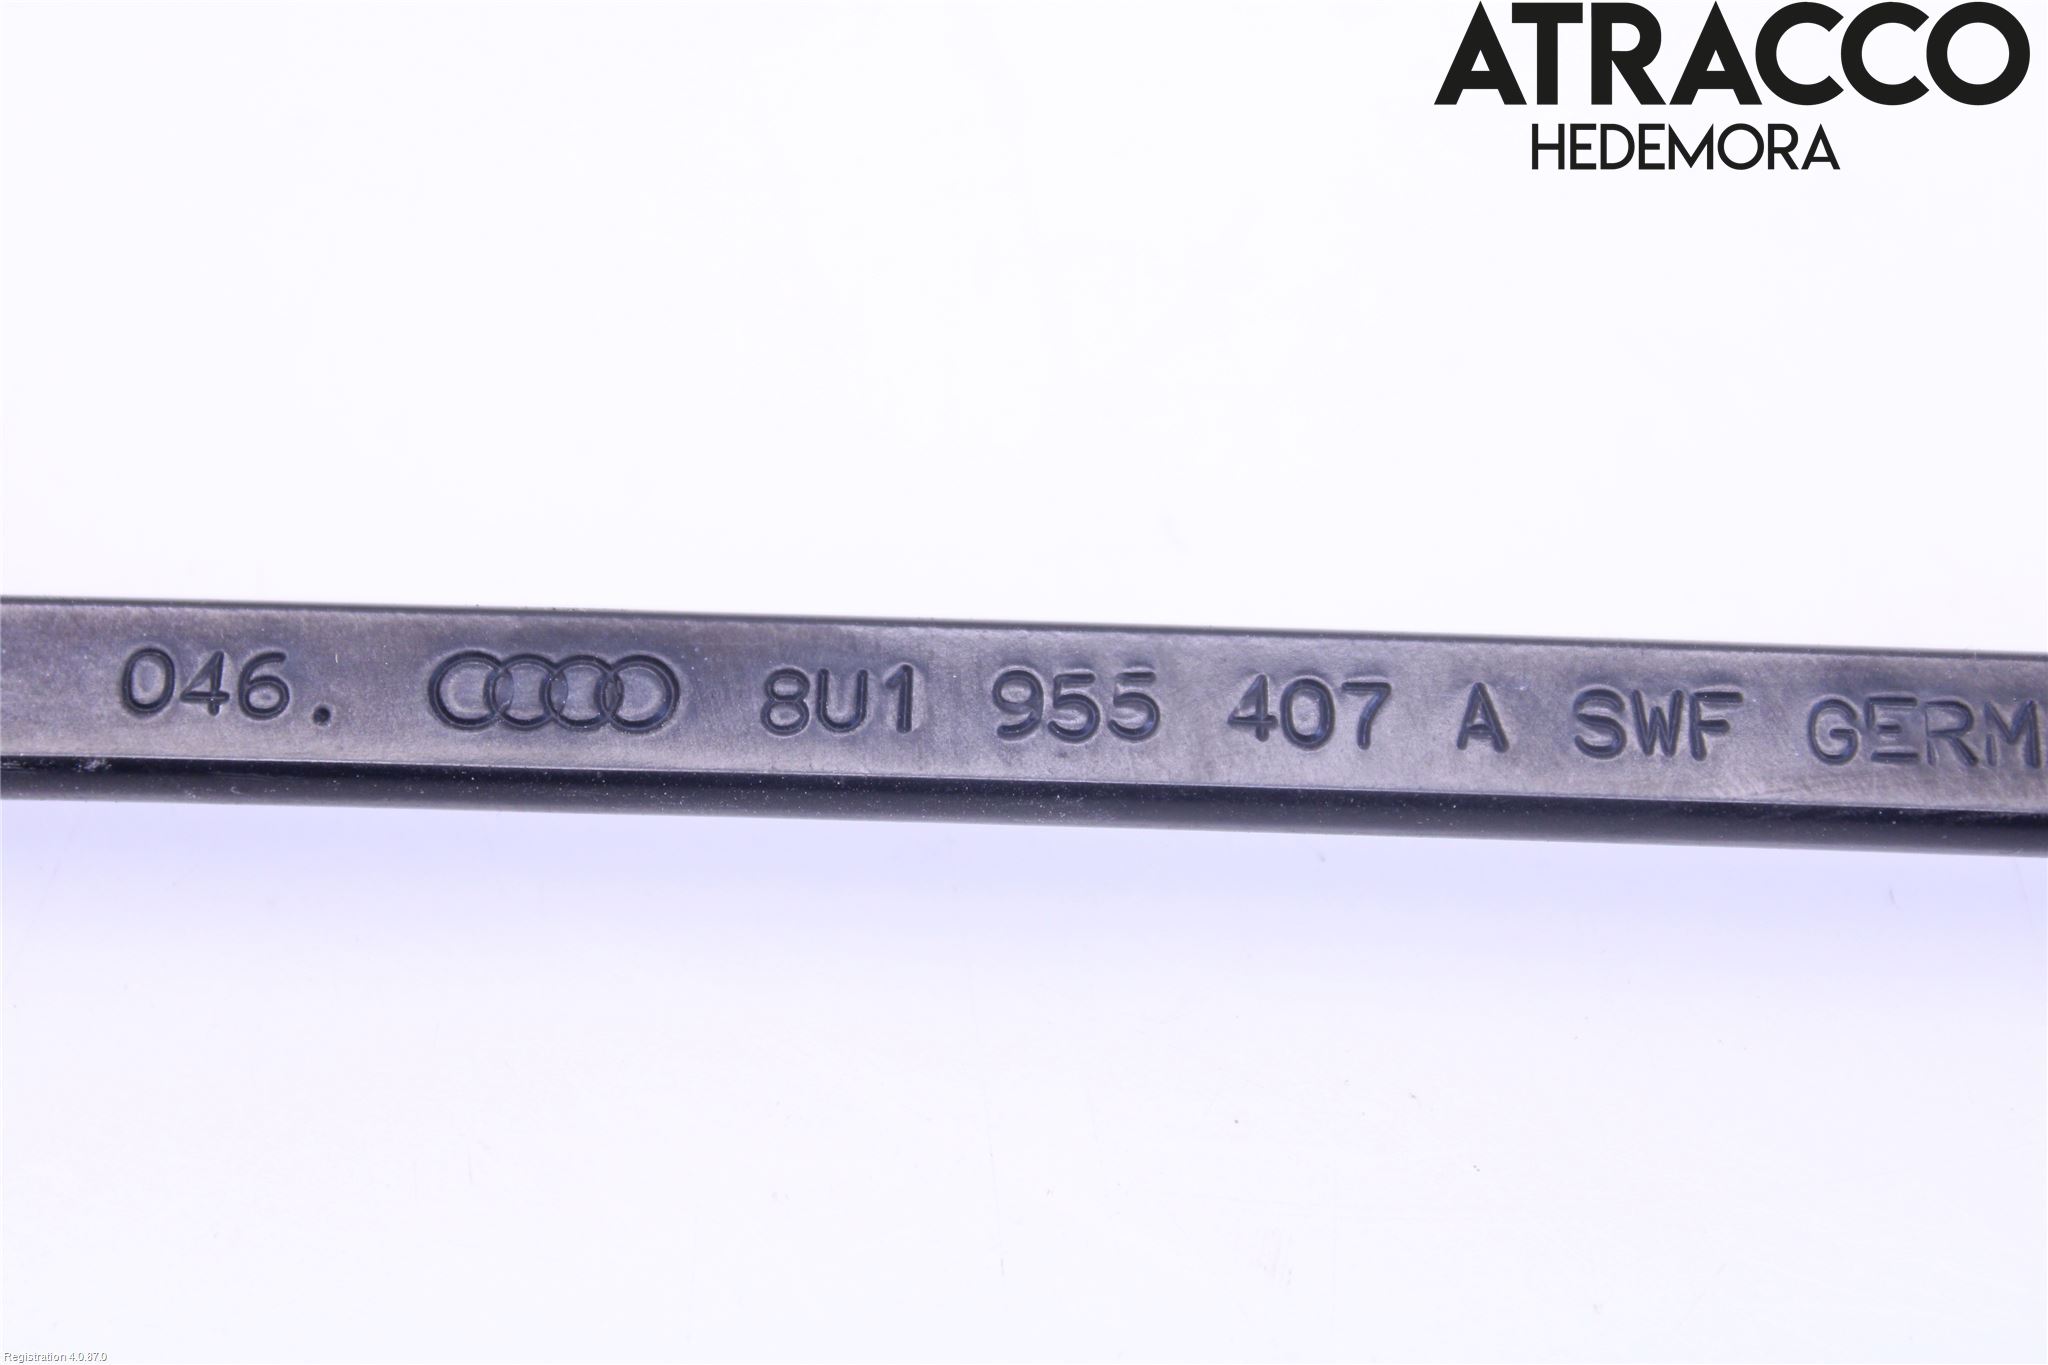 ATRACCO
HEDEMORA
046. 8U1 955 407 A SWF GERM
Registration 4.0.87.0